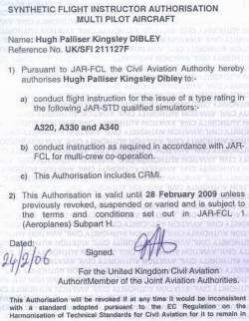 SYNTHETIC FLIGHT INSTRUCTOR AUTHORISATION
MULTI PILOT AIRCRAFT
Name: Hugh Palliser Kingsley DIBLEY
Reference No. UK/SFI 211127F
1) Pursuant to JAR-FCL the Civil Aviation Authority hereby
authorises Hugh Palliser Kingsley Dibley to:-
a) conduct flight instruction for the issue of a type rating in
the following JAR-STD qualified simulators:
A320, A330 and A340
b) conduct instruction as required in accordance with JAR-
FCL for multi-crew co-operation.
c) This Authorisation includes CRMI.
2) This Authorisation is valid until 28 February 2009 unless
previously revoked, suspended or varied and is subject to
the terms and conditions set out in JAR-FCL 1
(Aeroplanes) Subpart H.
Dated:
24/2/06
Signed.
For the United Kingdom Civil Aviation
Authority Member of the Joint Aviation Authorities.
This Authorisation will be revoked if at any time it would be inconsistent
with a standard adopted pursuant to the EC Regulation on the
Harmonisation of Technical Standards for Civil Aviation for it to remain in